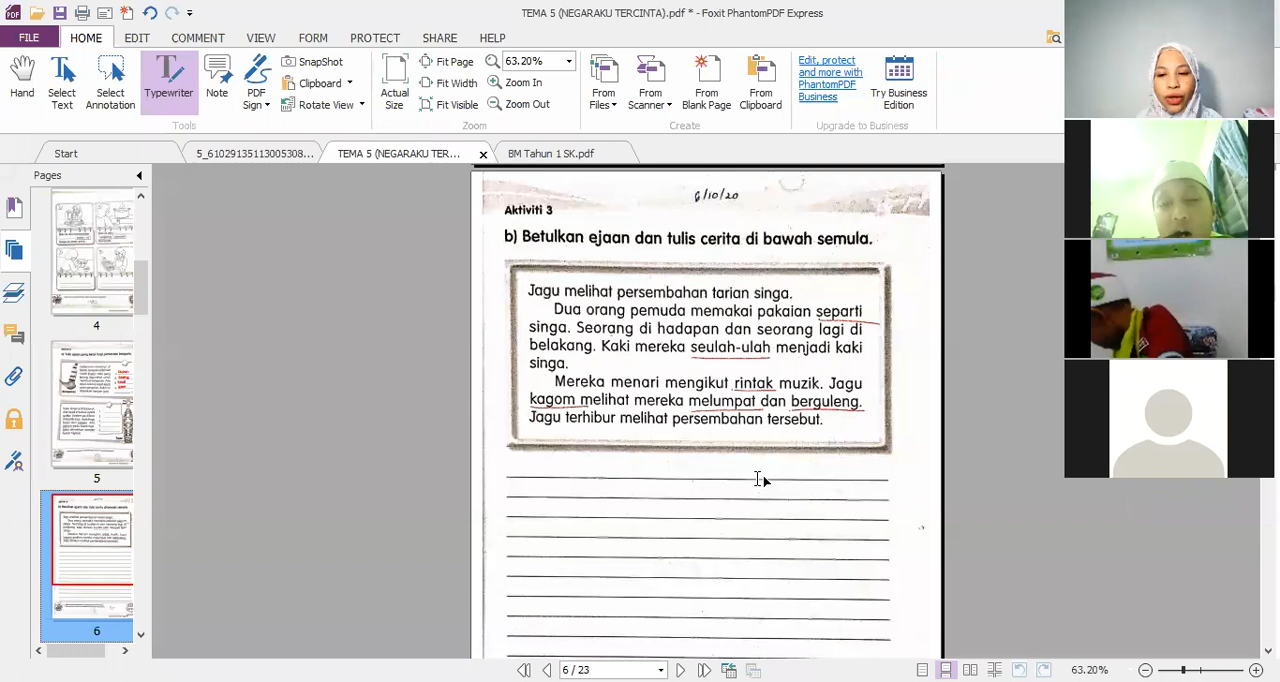 TEMA 5 (NEGARAKU TERCINTA).pdf * - Foxit PhantomPDF Express
FILE HOME EDIT COMMENT VIEW FORM PROTECT SHARE HELP
Hand
Select Text
Select Annotation
Typewriter
Note
PDF Sign
SnapShot
Clipboard
Rotate View
Tools
Actual Size
Fit Page
Fit Width
Fit Visible
63.20%
Zoom In
Zoom Out
Zoom
From Files
From Scanner
From Blank Page
From Clipboard
Create
Edit, protect
and more with
PhantomPDF
Business
Try Business
Edition
Upgrade to Business
Start
5_61029135113005308...
TEMA 5 (NEGARAKU TER...
BM Tahun 1 SK.pdf
Pages
4
5
6
6/10/20
Aktiviti 3
b) Betulkan ejaan dan tulis cerita di bawah semula.
Jagu melihat persembahan tarian singa.
Dua orang pemuda memakai pakaian separti
singa. Seorang di hadapan dan seorang lagi di
belakang. Kaki mereka seulah-ulah menjadi kaki
singa.
Mereka menari mengikut rintak muzik. Jagu
kagom melihat mereka melumpat dan berguleng.
Jagu terhibur melihat persembahan tersebut.
6 / 23
63.20%